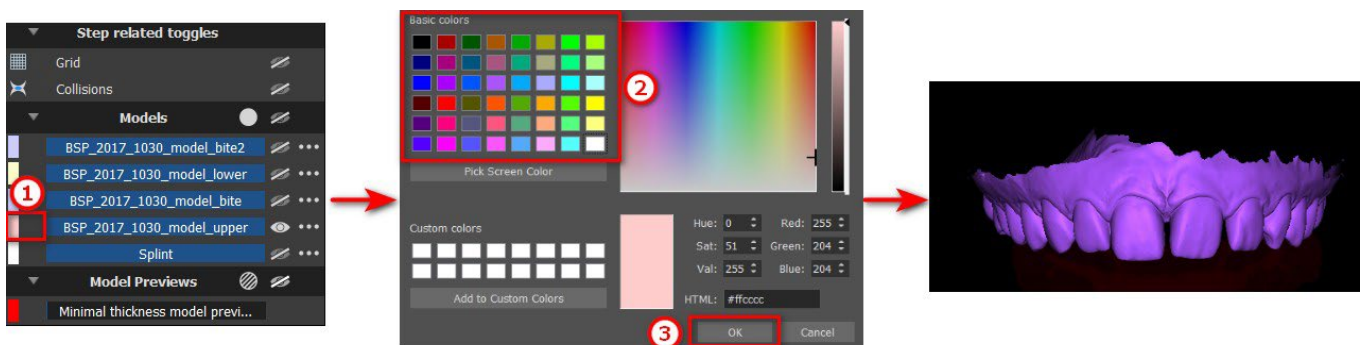 Step related toggles
Grid
Collisions
Models
BSP_2017_1030_model_bite2
BSP_2017_1030_model_lower
1
BSP_2017_1030_model_bite
BSP_2017_1030_model_upper
Splint
Model Previews
Minimal thickness model previ...
Basic colors
2
Pick Screen Color
Custom colors
Add to Custom Colors
Hue: 0 Red: 255
Sat: 51 Green: 204
Val: 255 Blue: 204
HTML: #ffcccc
3
OK Cancel